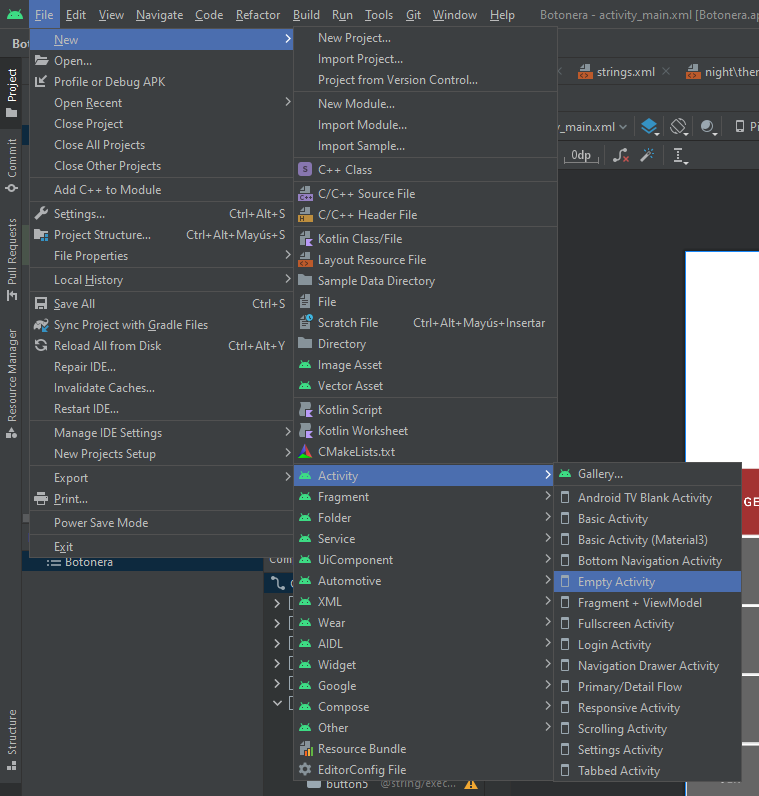 File Edit View Navigate Code Refactor Build Run Tools Git Window Help Botonera - activity_main.xml [Botonera.ap
Bo
New
Open...
Profile or Debug APK
Open Recent
Close Project
Close All Projects
Close Other Projects
Add C++ to Module
Settings... Ctrl+Alt+S
Project Structure... Ctrl+Alt+Mayús+S
File Properties
Local History
Save All Ctrl+S
Sync Project with Gradle Files
Reload All from Disk Ctrl+Alt+Y
Repair IDE...
Invalidate Caches...
Restart IDE...
Manage IDE Settings
New Projects Setup
Export
Print...
Power Save Mode
Exit
New Project...
Import Project...
Project from Version Control...
New Module...
Import Module...
Import Sample...
C++ Class
C/C++ Source File
C/C++ Header File
Kotlin Class/File
Layout Resource File
Sample Data Directory
File
Scratch File Ctrl+Alt+Mayús+Insertar
Directory
Image Asset
Vector Asset
Kotlin Script
Kotlin Worksheet
CMakeLists.txt
Activity
Fragment
Folder
Service
UiComponent
Automotive
XML
Wear
AIDL
Widget
Google
Compose
Other
Resource Bundle
EditorConfig File
Gallery...
Android TV Blank Activity
Basic Activity
Basic Activity (Material3)
Bottom Navigation Activity
Empty Activity
Fragment + ViewModel
Fullscreen Activity
Login Activity
Navigation Drawer Activity
Primary/Detail Flow
Responsive Activity
Scrolling Activity
Settings Activity
Tabbed Activity
strings.xml night\ther
y_main.xml Pi
0dp
GE
Project
Commit
Pull Requests
Resource Manager
Structure
Botonera
Com
button5 @string/exec...